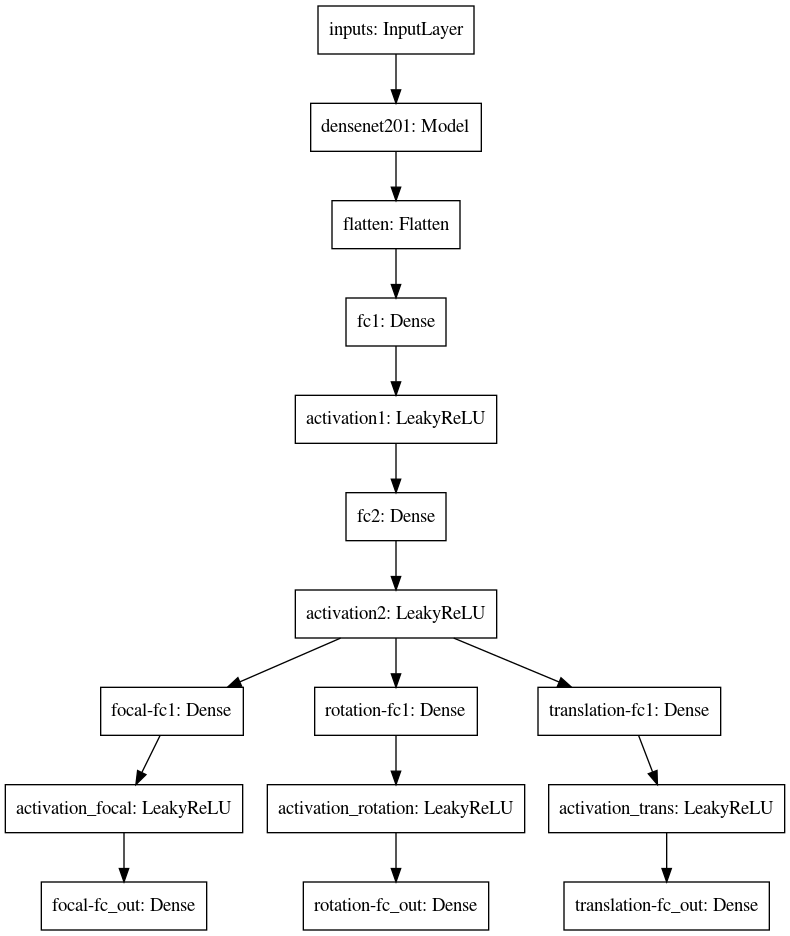 inputs: InputLayer
densenet201: Model
flatten: Flatten
fc1: Dense
activation1: LeakyReLU
fc2: Dense
activation2: LeakyReLU
focal-fc1: Dense
rotation-fc1: Dense
translation-fc1: Dense
activation_focal: LeakyReLU
activation_rotation: LeakyReLU
activation_trans: LeakyReLU
focal-fc_out: Dense
rotation-fc_out: Dense
translation-fc_out: Dense